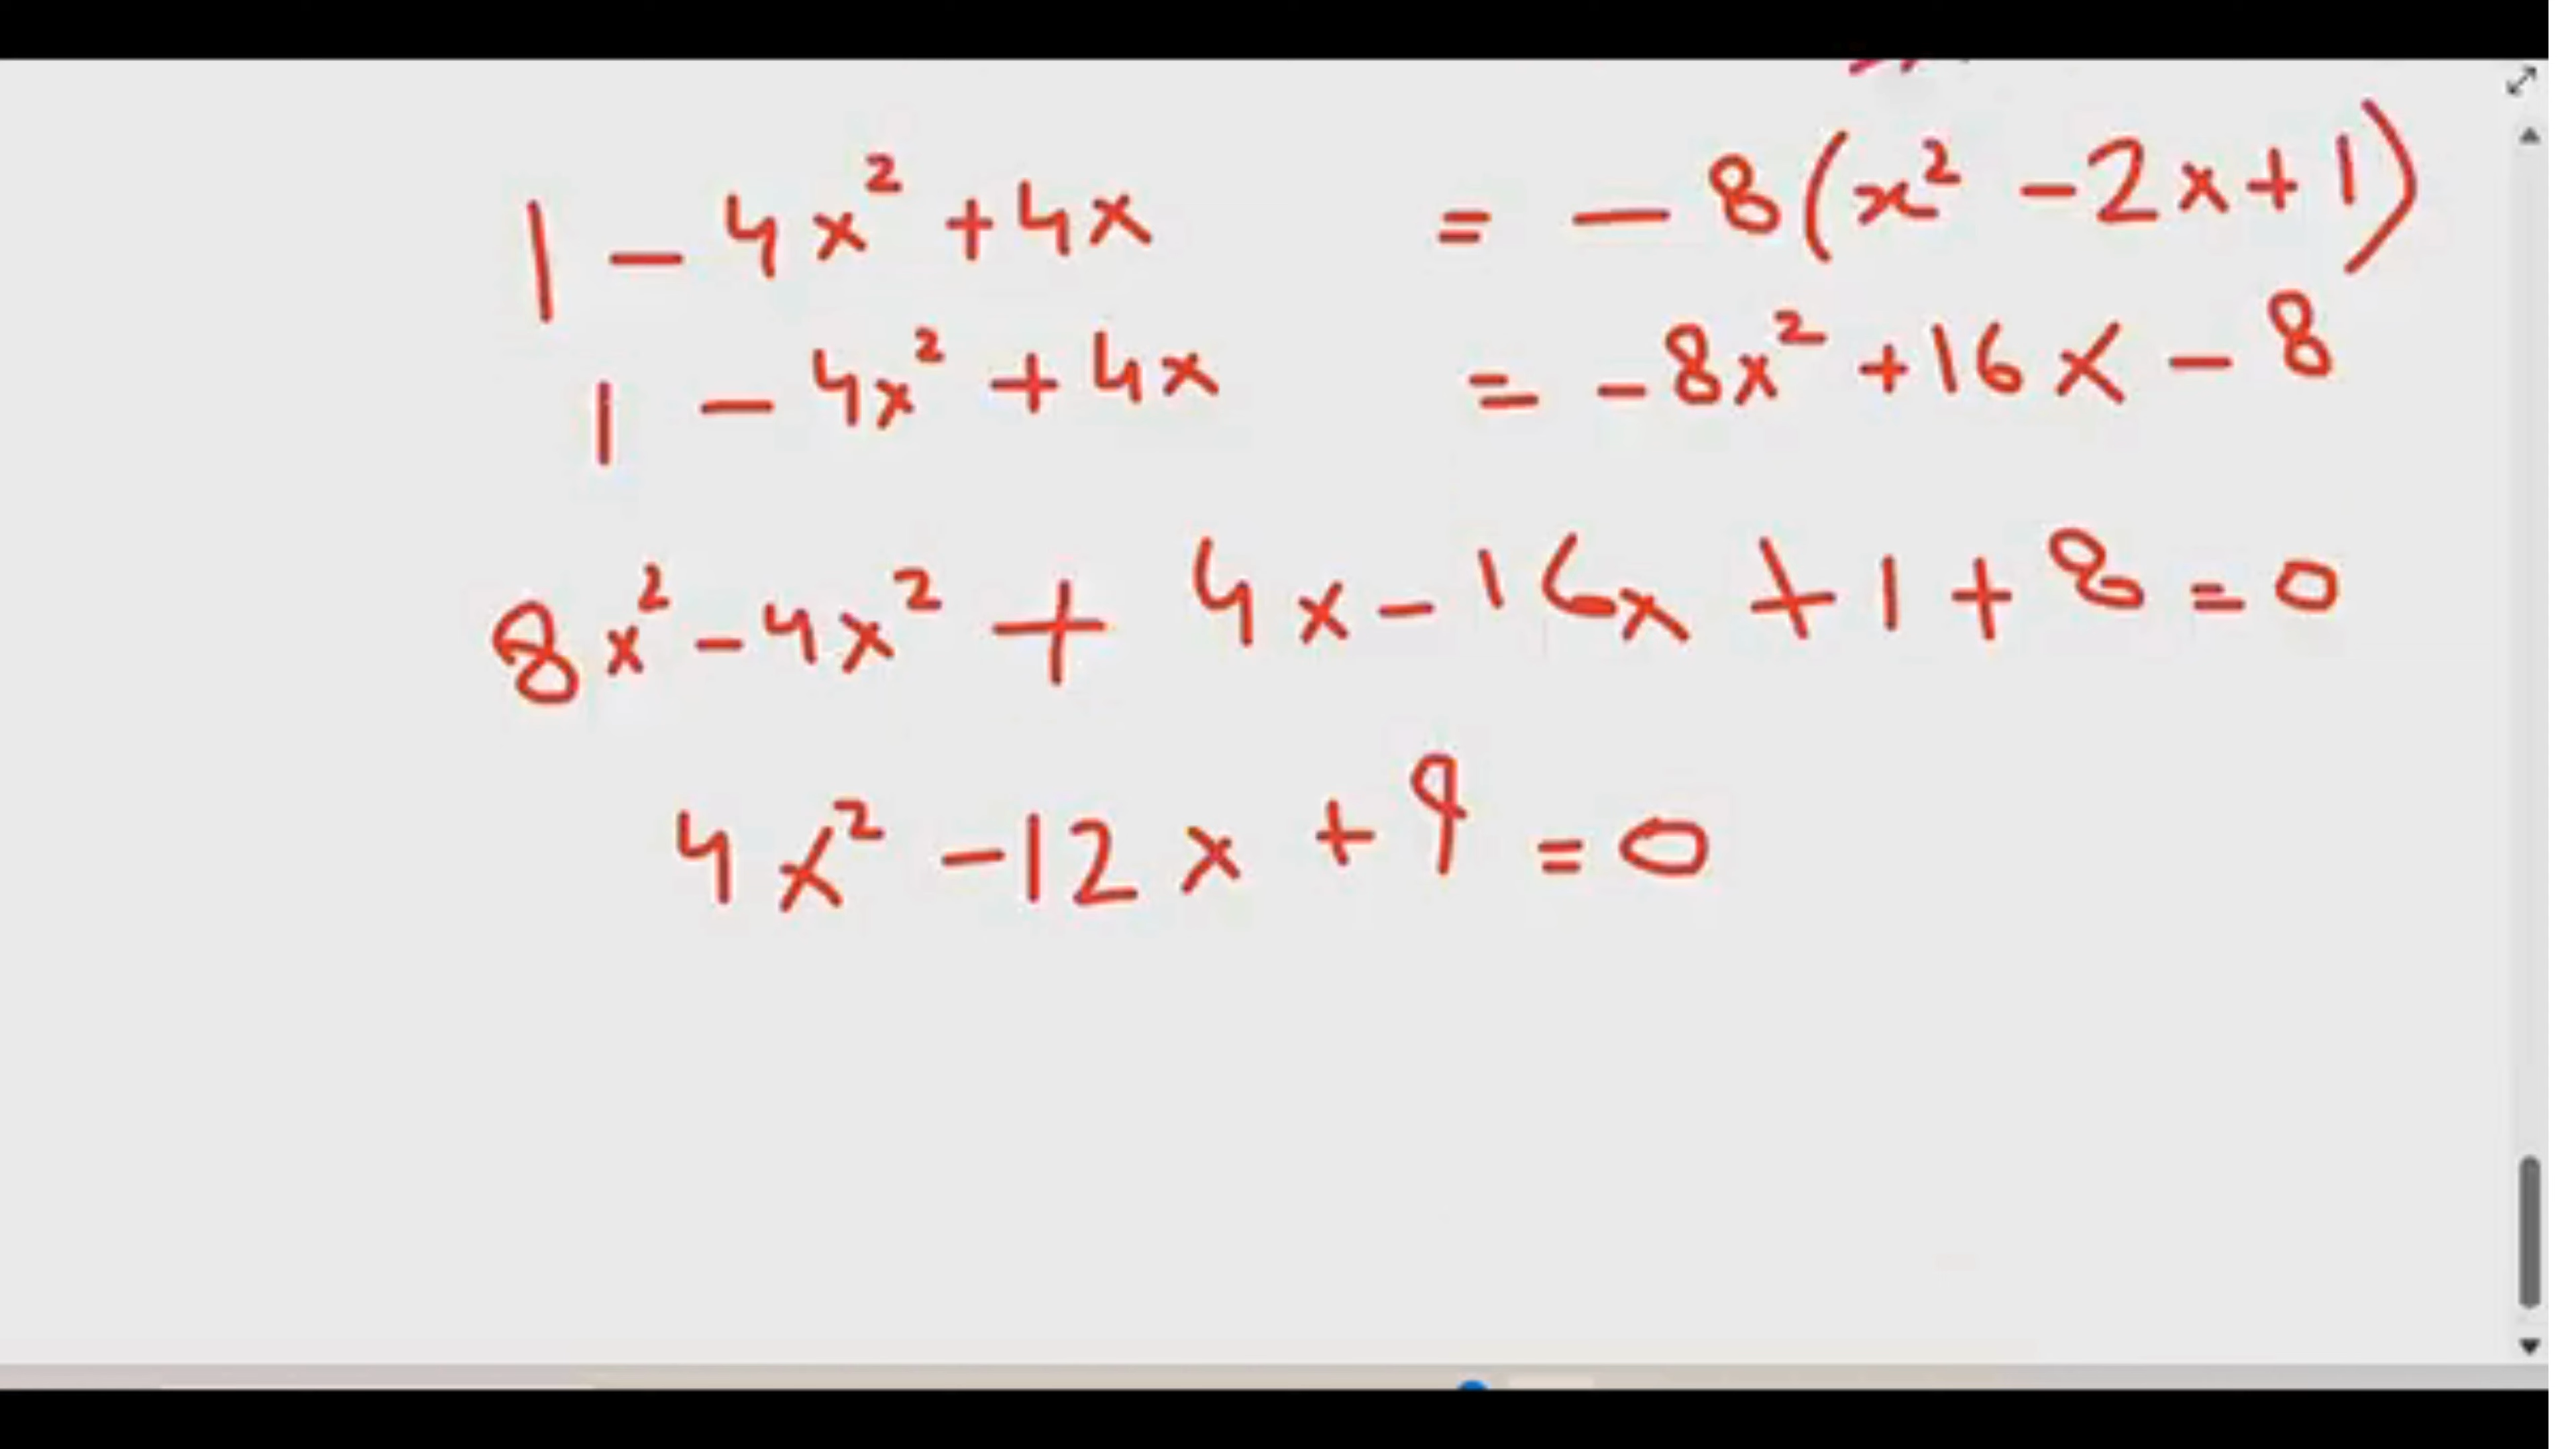 1 - 4x² + 4x = - 8(x² - 2x + 1)
1 - 4x² + 4x = - 8x² + 16x - 8
8x² - 4x² + 4x - 16x + 1 + 8 = 0
4x² - 12x + 9 = 0